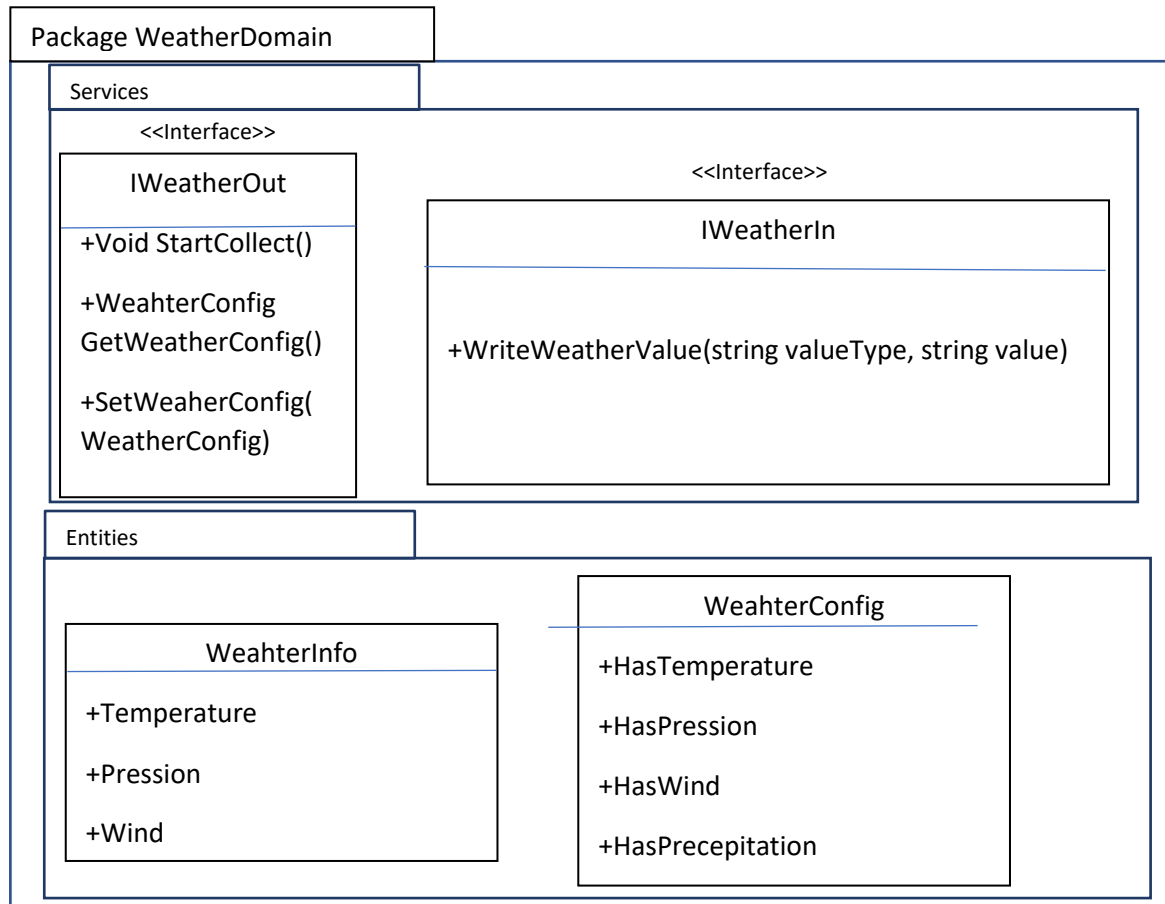 Package WeatherDomain
Services
<<Interface>>
IWeatherOut
+Void StartCollect()
+WeahterConfig
GetWeatherConfig()
+SetWeaherConfig(
WeatherConfig)
<<Interface>>
IWeatherIn
+WriteWeatherValue(string valueType, string value)
Entities
WeahterInfo
+Temperature
+Pression
+Wind
WeahterConfig
+HasTemperature
+HasPression
+HasWind
+HasPrecepitation